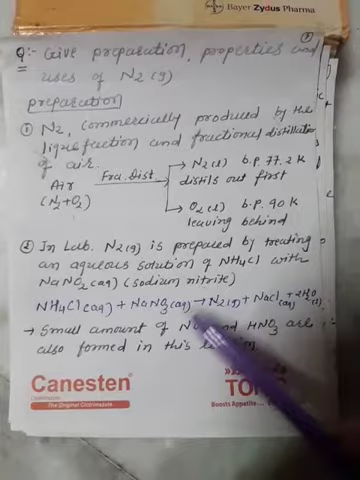 Bayer Zydus Pharma
Q:- Give preparation, properties and
uses of N2(g)
preparation
① N2, commercially produced by the
liquefaction and fractional distillation
of air.
Air
(N2+O2)
Fra. Dist
N2(l) b.p. 77.2 K
distils out first
O2(l) b.p. 90 K
leaving behind
② In Lab. N2(g) is prepared by treating
an aqueous solution of NH4Cl with
NaNO2(aq) (sodium nitrite)
NH4Cl(aq) + NaNO3(aq) → N2(g) + NaCl(aq) + 2H2O(l)
→ Small amount of and HNO3 are
also formed in this
Canesten
The Original Clotrimazole
TO
Boosts Appetite...